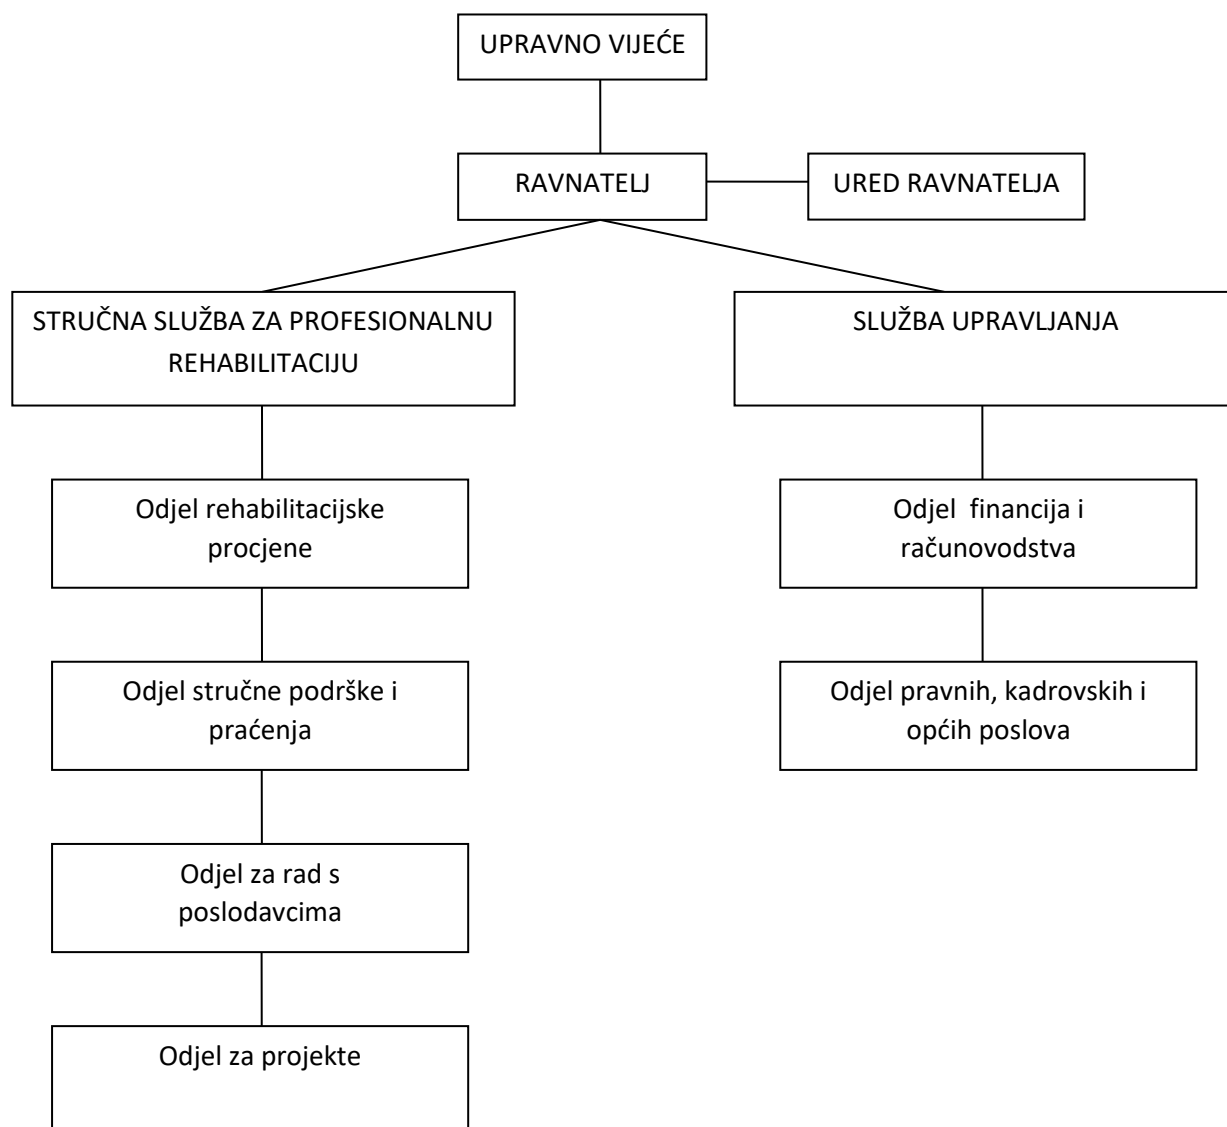 UPRAVNO VIJEĆE
RAVNATELJ
URED RAVNATELJA
STRUČNA SLUŽBA ZA PROFESIONALNU
REHABILITACIJU
SLUŽBA UPRAVLJANJA
Odjel rehabilitacijske
procjene
Odjel financija i
računovodstva
Odjel stručne podrške i
praćenja
Odjel pravnih, kadrovskih i
općih poslova
Odjel za rad s
poslodavcima
Odjel za projekte